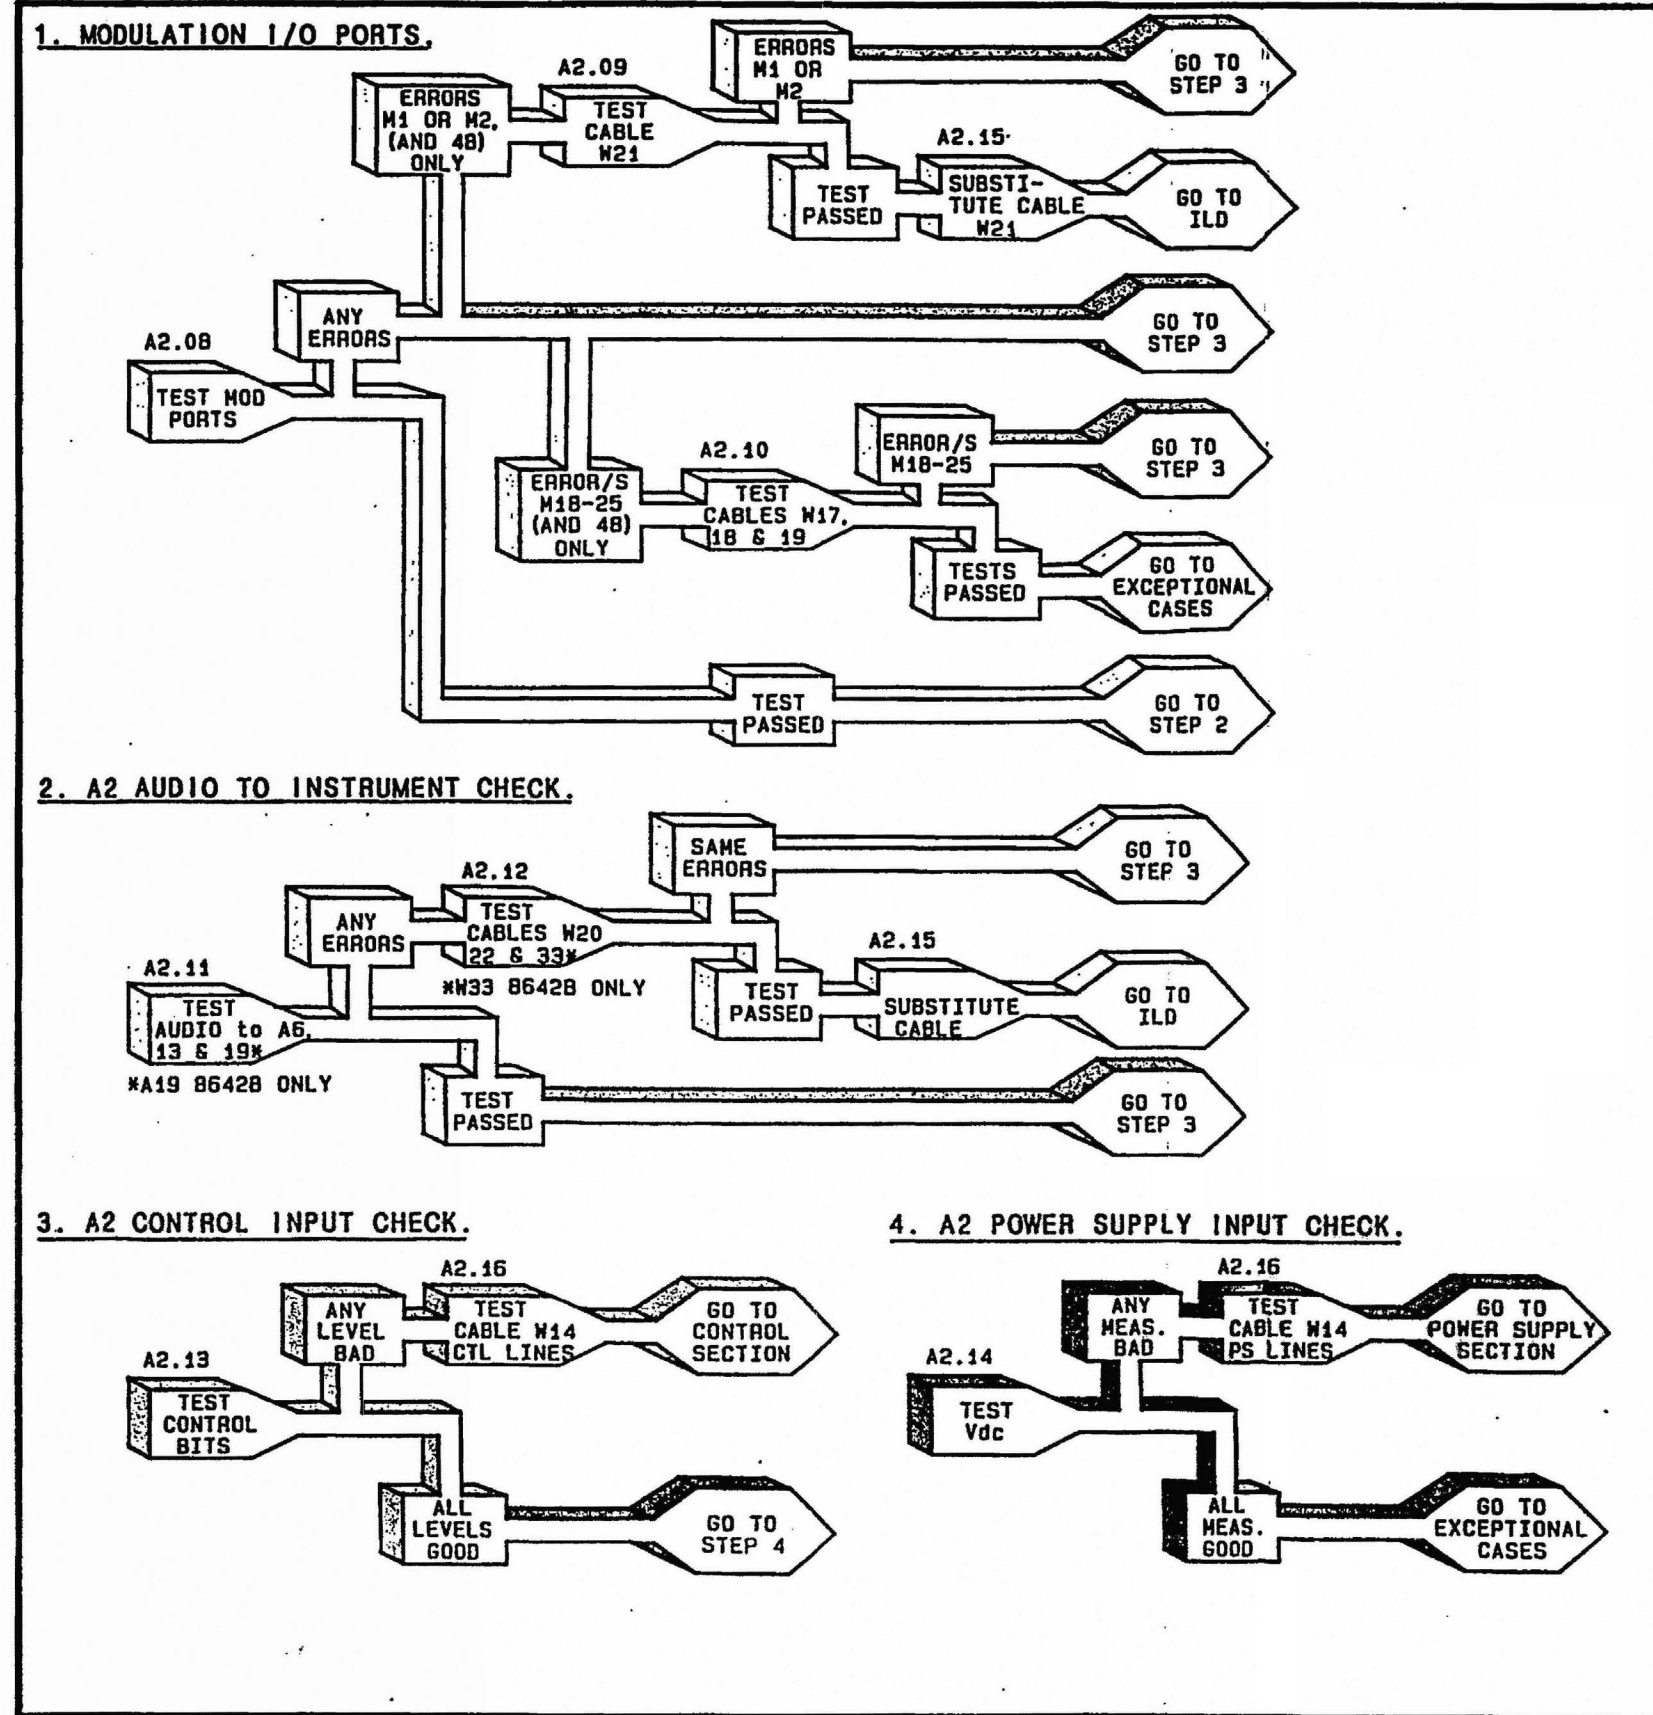 1. MODULATION I/O PORTS.
ERRORS
M1 OR
M2
GO TO
STEP 3
A2.09
ERRORS
M1 OR M2,
(AND 48)
ONLY
TEST
CABLE
W21
A2.15
TEST
PASSED
SUBSTI-
TUTE CABLE
W21
GO TO
ILD
ANY
ERRORS
GO TO
STEP 3
A2.08
TEST MOD
PORTS
ERROR/S
M18-25
GO TO
STEP 3
A2.10
ERROR/S
M18-25
(AND 48)
ONLY
TEST
CABLES W17,
18 & 19
TESTS
PASSED
GO TO
EXCEPTIONAL
CASES
TEST
PASSED
GO TO
STEP 2
2. A2 AUDIO TO INSTRUMENT CHECK.
SAME
ERRORS
GO TO
STEP 3
A2.12
ANY
ERRORS
TEST
CABLES W20
22 & 33*
*W33 8642B ONLY
A2.15
TEST
PASSED
SUBSTITUTE
CABLE
GO TO
ILD
A2.11
TEST
AUDIO to A6,
13 & 19*
*A19 8642B ONLY
TEST
PASSED
GO TO
STEP 3
3. A2 CONTROL INPUT CHECK.
A2.16
ANY
LEVEL
BAD
TEST
CABLE W14
CTL LINES
GO TO
CONTROL
SECTION
A2.13
TEST
CONTROL
BITS
ALL
LEVELS
GOOD
GO TO
STEP 4
4. A2 POWER SUPPLY INPUT CHECK.
A2.16
ANY
MEAS.
BAD
TEST
CABLE W14
PS LINES
GO TO
POWER SUPPLY
SECTION
A2.14
TEST
Vdc
ALL
MEAS.
GOOD
GO TO
EXCEPTIONAL
CASES